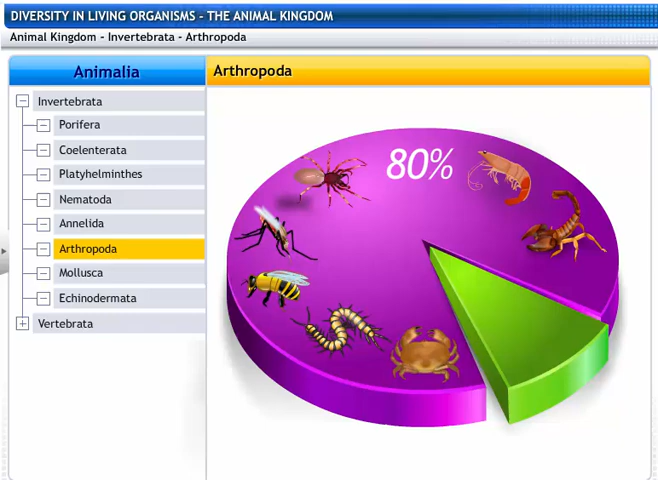 DIVERSITY IN LIVING ORGANISMS - THE ANIMAL KINGDOM
Animal Kingdom - Invertebrata - Arthropoda
Animalia
Arthropoda
Invertebrata
Porifera
Coelenterata
Platyhelminthes
Nematoda
Annelida
Arthropoda
Mollusca
Echinodermata
Vertebrata
80%